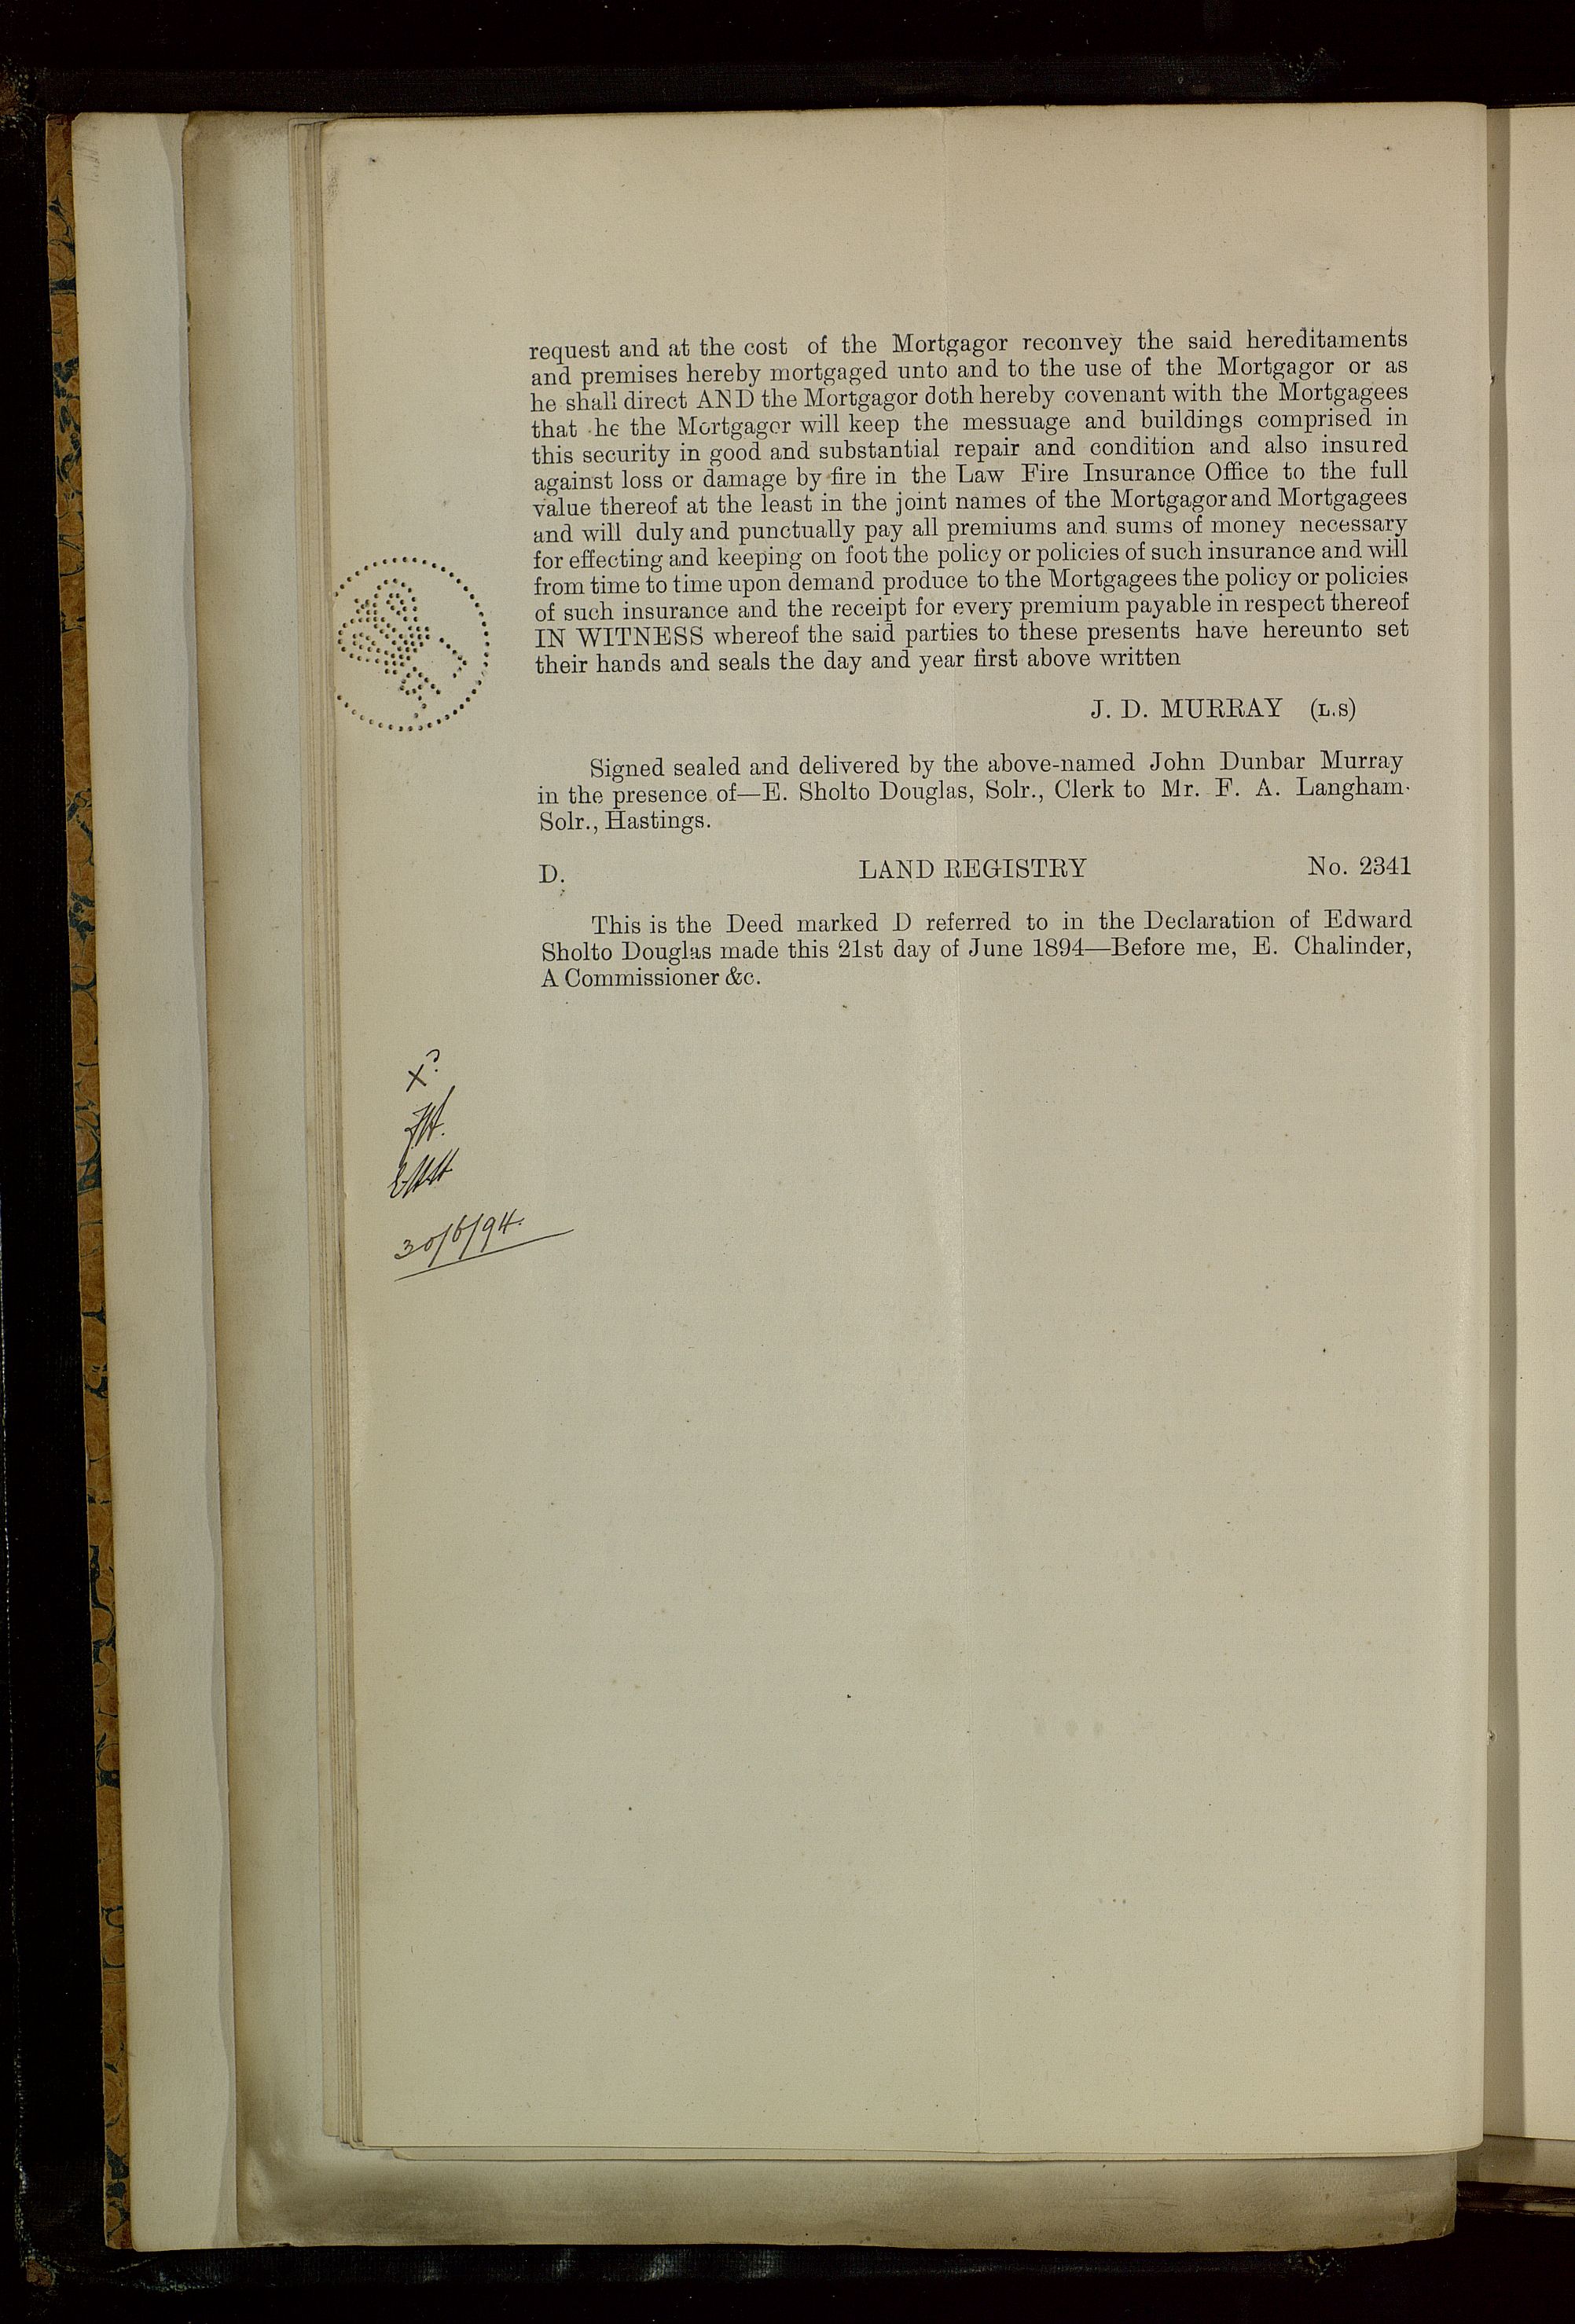 request and at the cost of the Mortgagor reconvey the said hereditaments
and premises hereby mortgaged unto and to the use of the Mortgagor or as
he shall direct AND the Mortgagor doth hereby covenant with the Mortgagees
that he the Mortgagor will keep the messuage and buildings comprised in
this security in good and substantial repair and condition and also insured
against loss or damage by fire in the Law Fire Insurance Office to the full
value thereof at the least in the joint names of the Mortgagor and Mortgagees
and will duly and punctually pay all premiums and sums of money necessary
for effecting and keeping on foot the policy or policies of such insurance and will
from time to time upon demand produce to the Mortgagees the policy or policies
of such insurance and the receipt for every premium payable in respect thereof
IN WITNESS whereof the said parties to these presents have hereunto set
their hands and seals the day and year first above written
J. D. MURRAY (L.S)
Signed sealed and delivered by the above-named John Dunbar Murray
in the presence of—E. Sholto Douglas, Solr., Clerk to Mr. F. A. Langham.
Solr., Hastings.
D. LAND REGISTRY No. 2341
This is the Deed marked D referred to in the Declaration of Edward
Sholto Douglas made this 21st day of June 1894—Before me, E. Chalinder,
A Commissioner &c.
30/6/94.